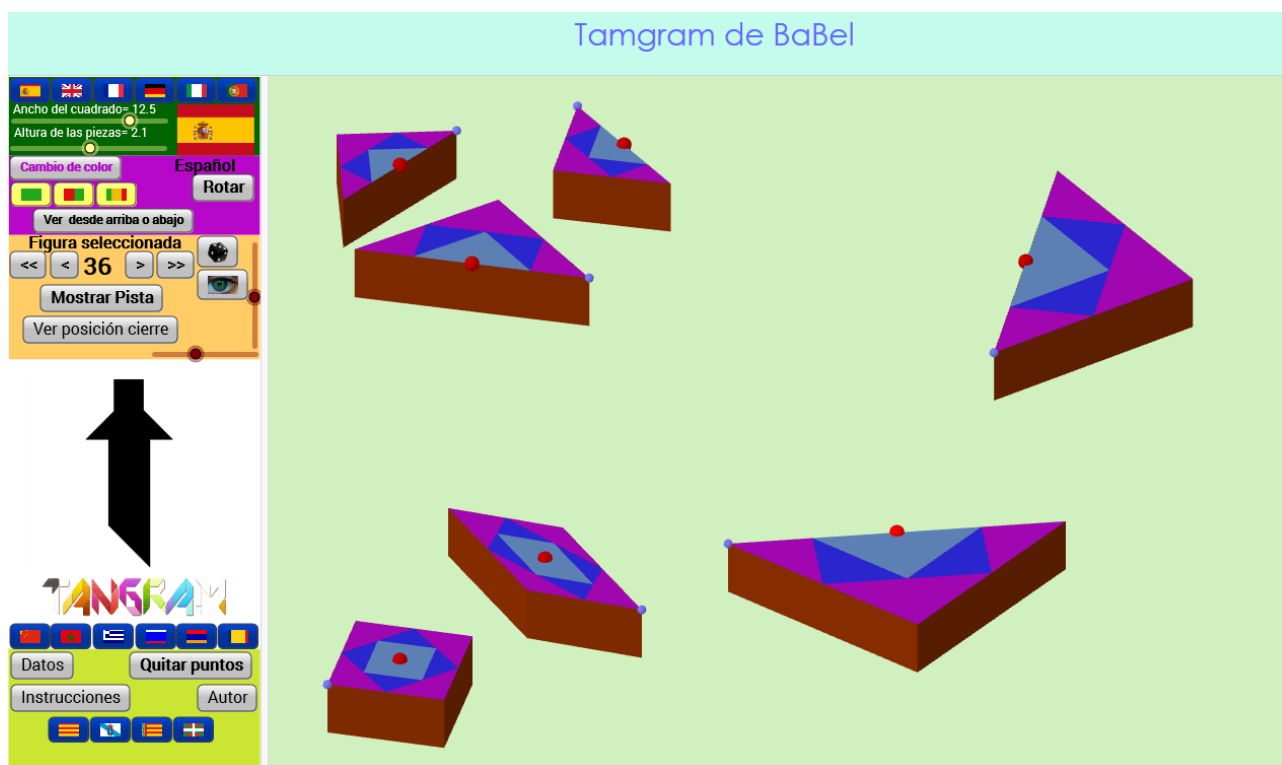 Tamgram de BaBel
Ancho del cuadrado= 12.5
Altura de las piezas= 2.1
Cambio de color
Español
Rotar
Ver desde arriba o abajo
Figura seleccionada
<< < 36 > >>
Mostrar Pista
Ver posición cierre
TANGRAM
Datos
Quitar puntos
Instrucciones
Autor